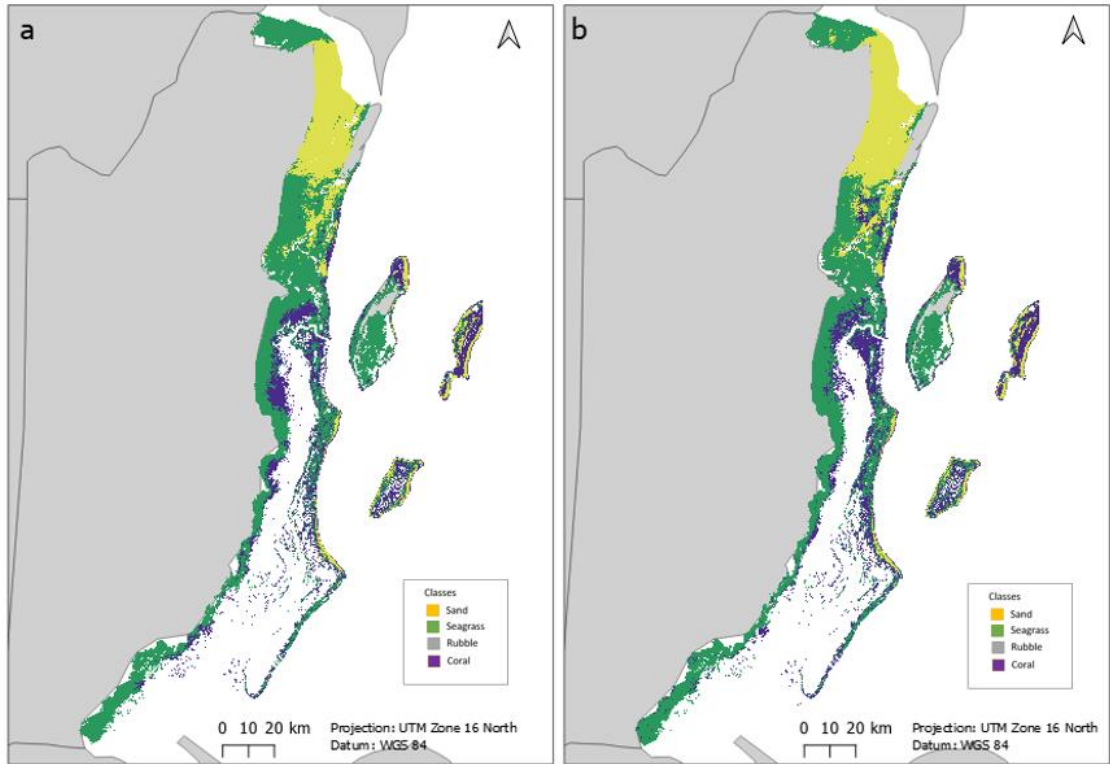 a
Classes
Sand
Seagrass
Rubble
Coral
0 10 20 km
Projection: UTM Zone 16 North
Datum: WGS 84
b
Classes
Sand
Seagrass
Rubble
Coral
0 10 20 km
Projection: UTM Zone 16 North
Datum: WGS 84